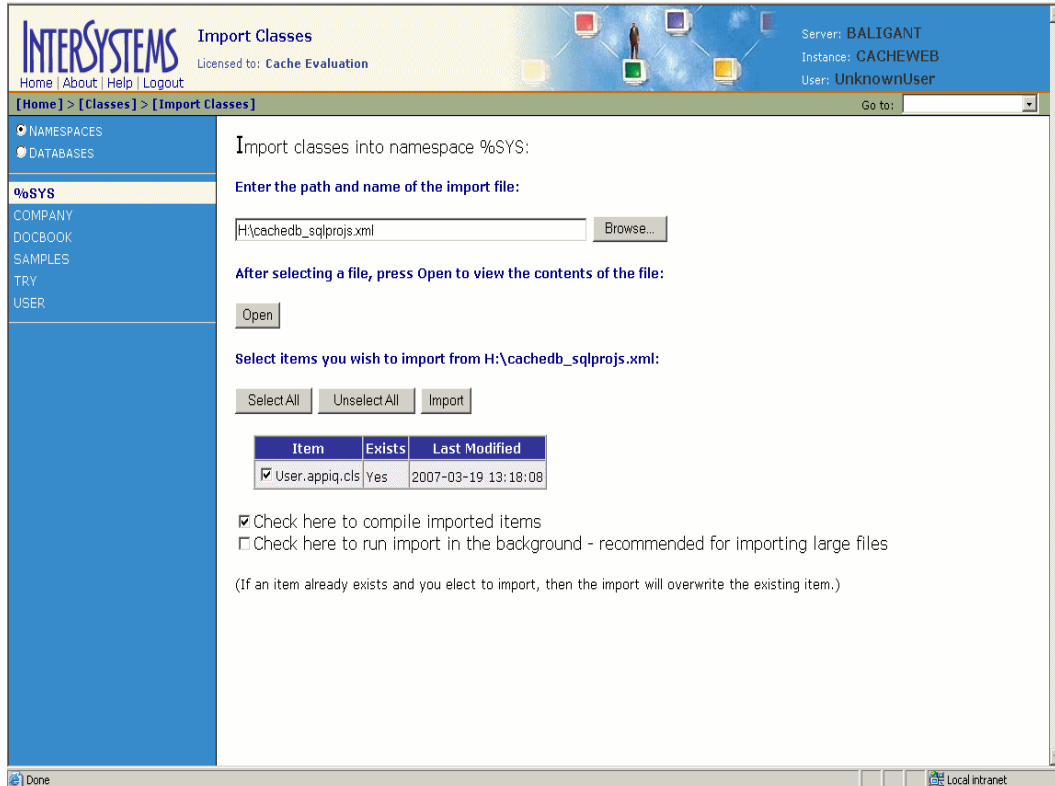 INTERSYSTEMS
Home | About | Help | Logout
Import Classes
Licensed to: Cache Evaluation
Server: BALIGANT
Instance: CACHEWEB
User: UnknownUser
[Home] > [Classes] > [Import Classes]
Go to:
NAMESPACES
DATABASES
%SYS
COMPANY
DOCBOOK
SAMPLES
TRY
USER
Import classes into namespace %SYS:
Enter the path and name of the import file:
H:\cachedb_sqlprojs.xml
Browse...
After selecting a file, press Open to view the contents of the file:
Open
Select items you wish to import from H:\cachedb_sqlprojs.xml:
Select All Unselect All Import
Item Exists Last Modified
User.appiq.cls Yes 2007-03-19 13:18:08
Check here to compile imported items
Check here to run import in the background - recommended for importing large files
(If an item already exists and you elect to import, then the import will overwrite the existing item.)
Done
Local intranet